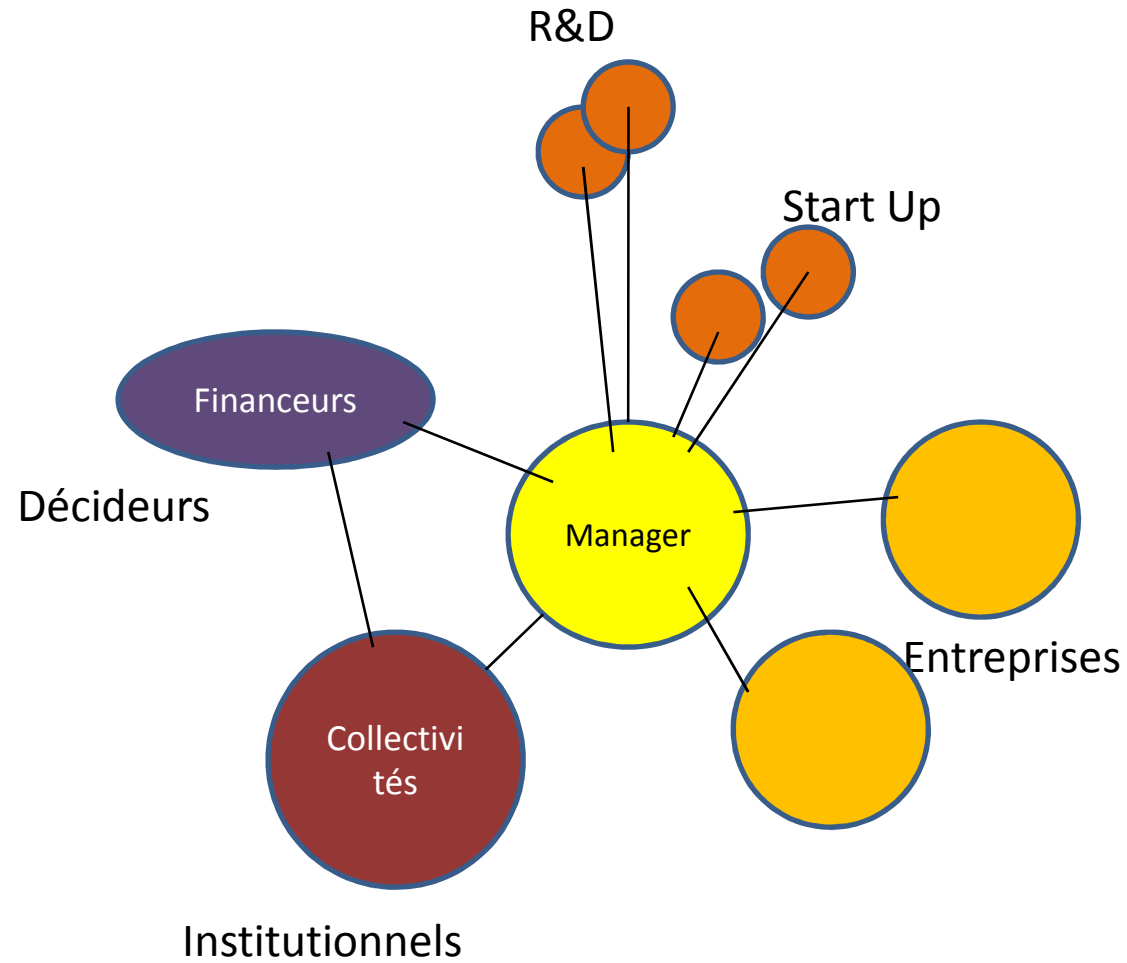 R&D
Start Up
Financeurs
Décideurs
Manager
Entreprises
Collectivi
tés
Institutionnels